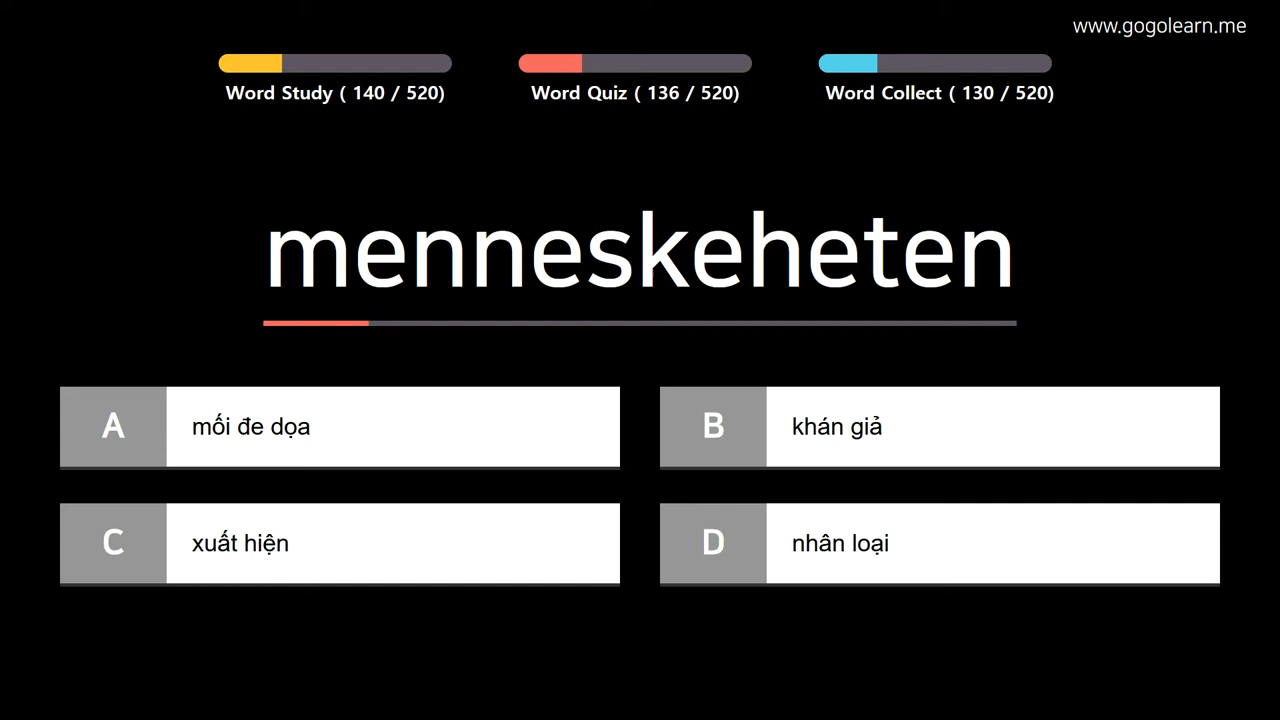 www.gogolearn.me
Word Study ( 140 / 520)
Word Quiz ( 136 / 520)
Word Collect ( 130 / 520)
menneskeheten
A mối đe dọa
B khán giả
C xuất hiện
D nhân loại